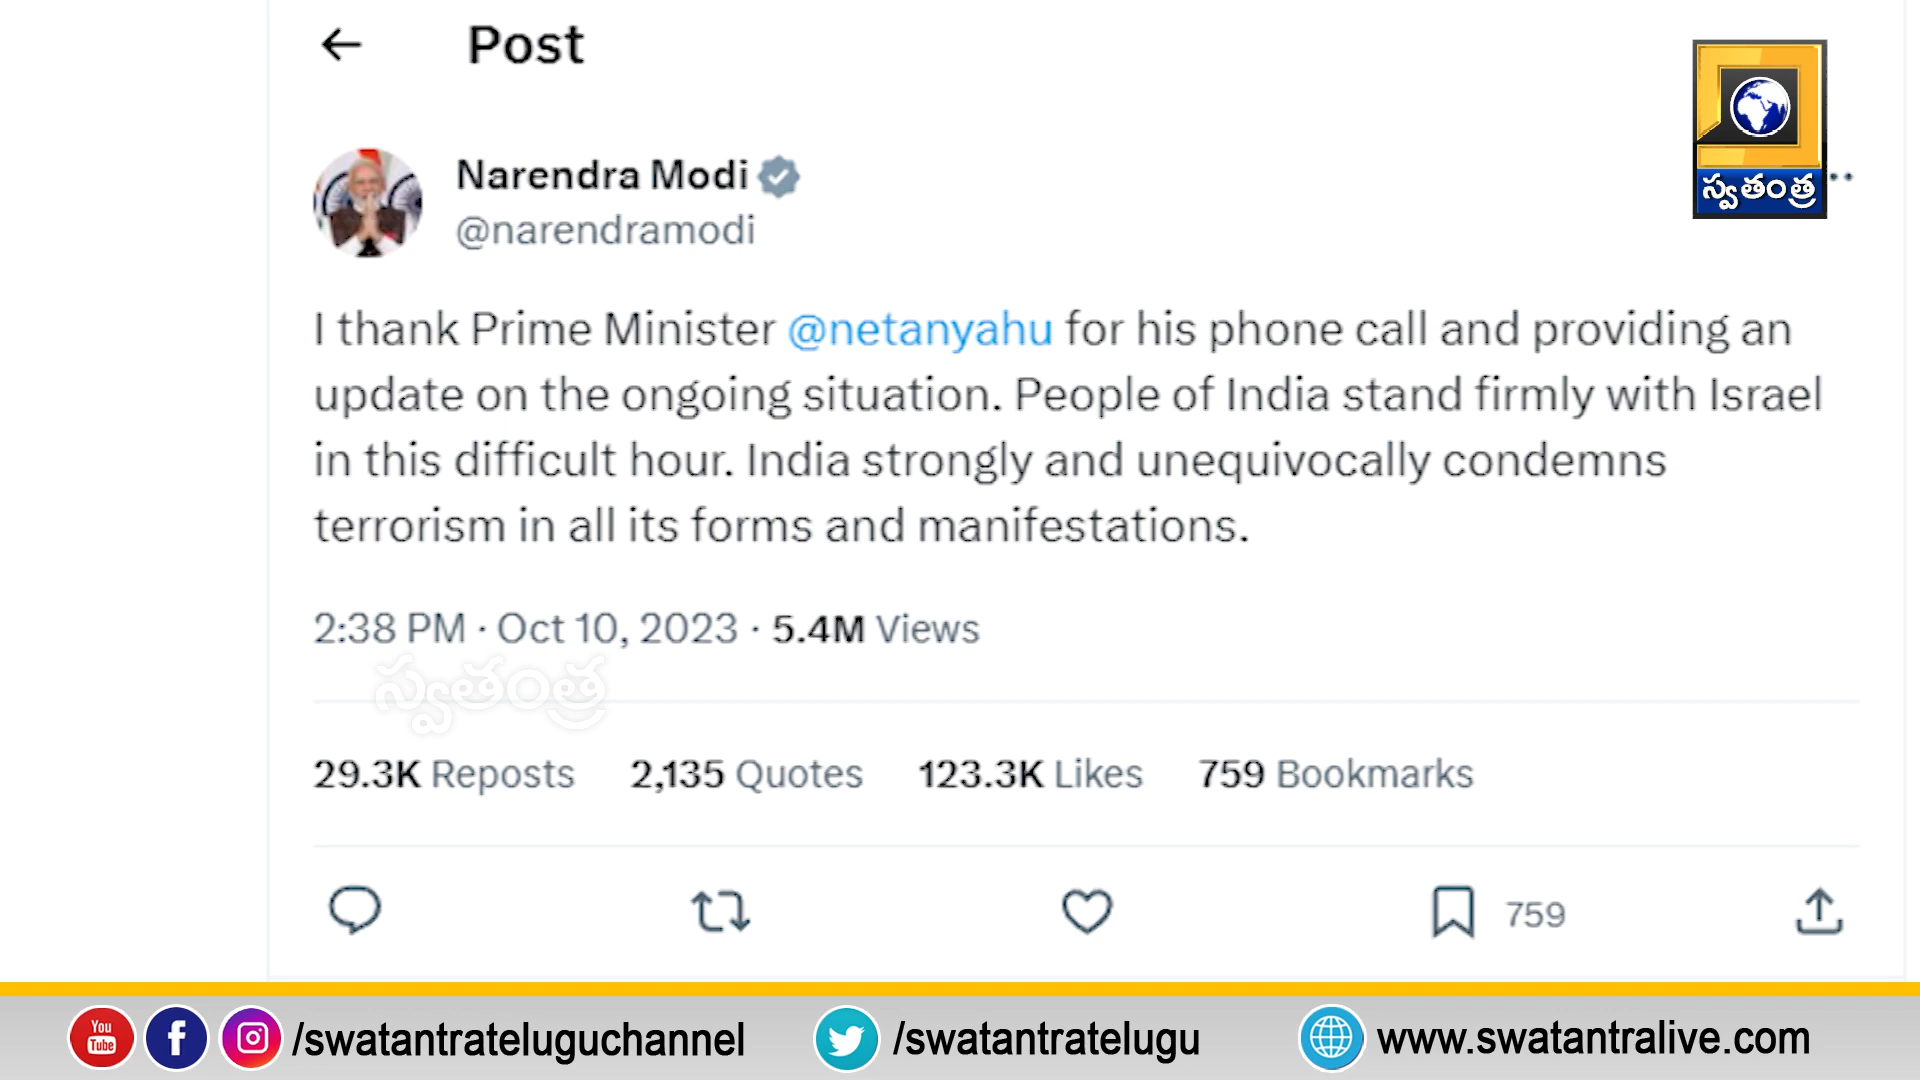 Post
స్వతంత్ర
Narendra Modi
@narendramodi
I thank Prime Minister @netanyahu for his phone call and providing an
update on the ongoing situation. People of India stand firmly with Israel
in this difficult hour. India strongly and unequivocally condemns
terrorism in all its forms and manifestations.
2:38 PM · Oct 10, 2023 · 5.4M Views
స్వతంత్ర
29.3K Reposts 2,135 Quotes 123.3K Likes 759 Bookmarks
759
You Tube /swatantrateluguchannel /swatantratelugu www.swatantralive.com